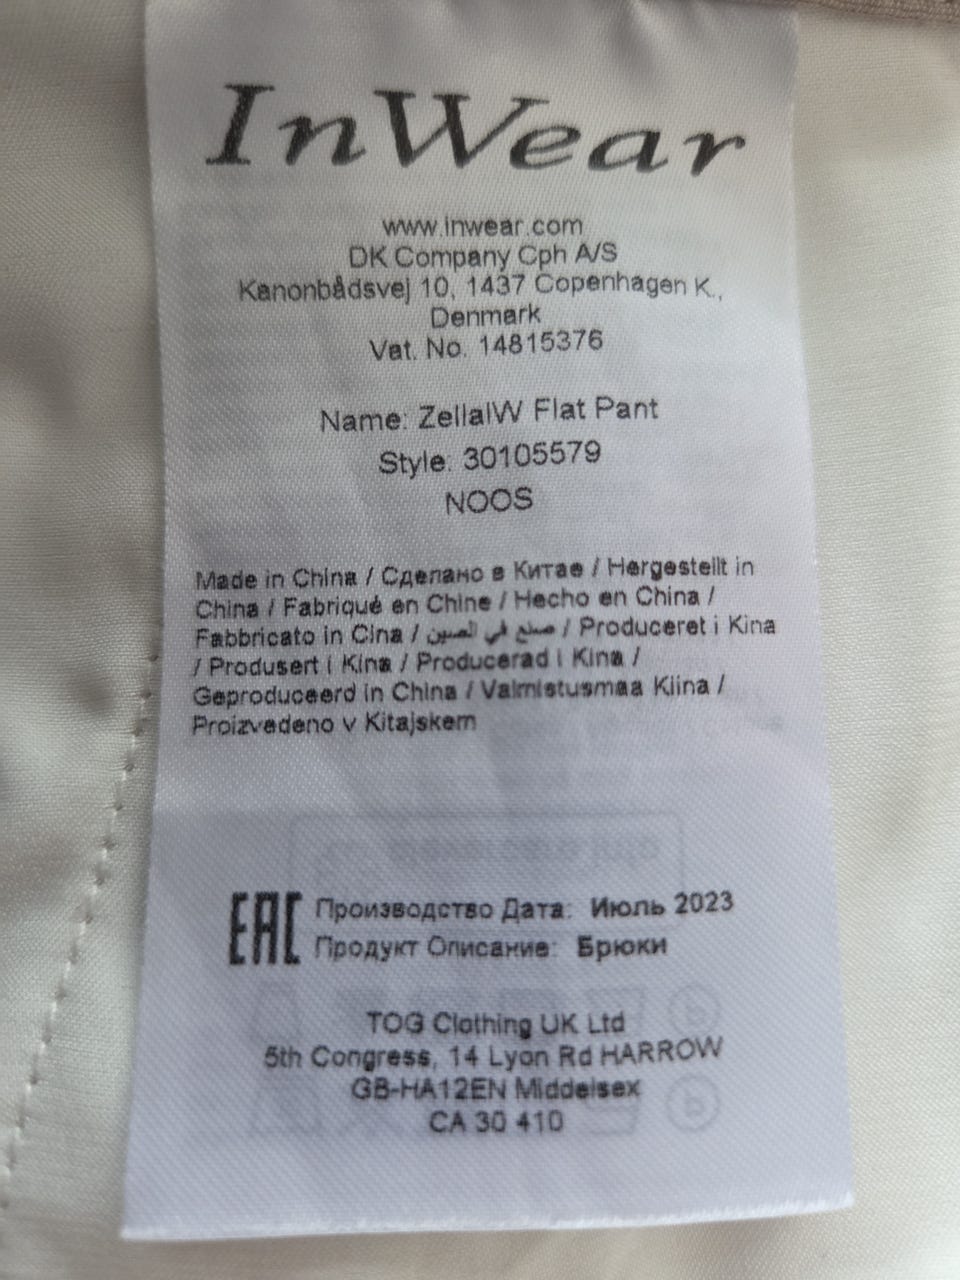 InWear
www.inwear.com
DK Company Cph A/S
Kanonbådsvej 10, 1437 Copenhagen K.,
Denmark
Vat. No. 14815376
Name: ZellaIW Flat Pant
Style: 30105579
NOOS
Made in China / Сделано в Китае / Hergestellt in
China / Fabriqué en Chine / Hecho en China /
Fabbricato in Cina / صنع في الصين / Produceret i Kina
/ Produsert i Kina / Producerad i Kina /
Geproduceerd in China / Valmistusmaa Kiina /
Proizvedeno v Kitajskem
EAC Производство Дата: Июль 2023
Продукт Описание: Брюки
TOG Clothing UK Ltd
5th Congress, 14 Lyon Rd HARROW
GB-HA12EN Middelsex
CA 30 410